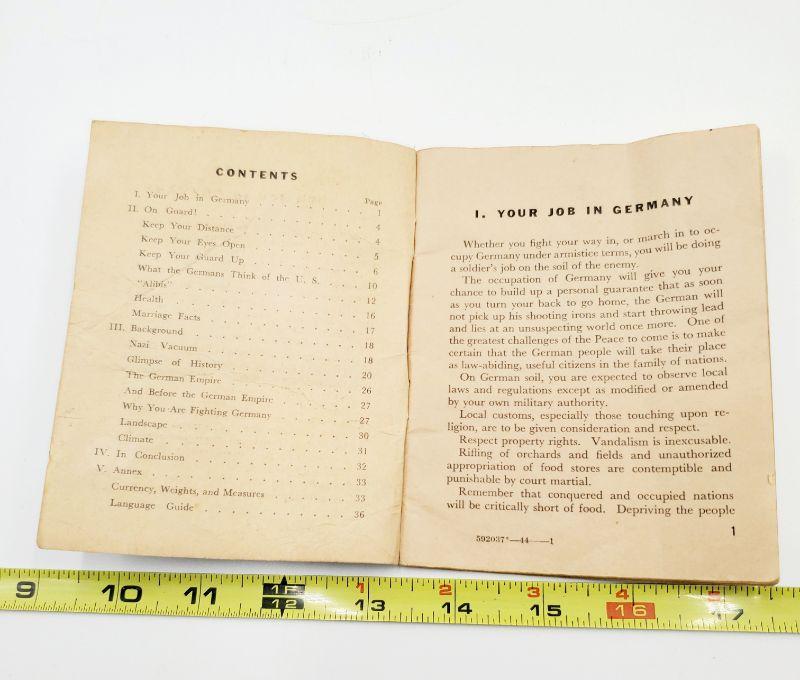 CONTENTS
Page
I. Your Job in Germany . . . . . . . . 1
II. On Guard! . . . . . . . . . . . 4
Keep Your Distance . . . . . . . . . 4
Keep Your Eyes Open . . . . . . . . 5
Keep Your Guard Up . . . . . . . . 6
What the Germans Think of the U. S. . . . 10
"Alibis" . . . . . . . . . . . . 12
Health . . . . . . . . . . . . 16
Marriage Facts . . . . . . . . . . 17
III. Background . . . . . . . . . . . 18
Nazi Vacuum . . . . . . . . . . . 18
Glimpse of History . . . . . . . . . 20
The German Empire . . . . . . . . . 26
And Before the German Empire . . . . . 27
Why You Are Fighting Germany . . . . . 27
Landscape . . . . . . . . . . . 30
Climate . . . . . . . . . . . . 31
IV. In Conclusion . . . . . . . . . . 32
V. Annex . . . . . . . . . . . . 33
Currency, Weights, and Measures . . . . . 33
Language Guide . . . . . . . . . . 36
I. YOUR JOB IN GERMANY
Whether you fight your way in, or march in to oc-
cupy Germany under armistice terms, you will be doing
a soldier's job on the soil of the enemy.
The occupation of Germany will give you your
chance to build up a personal guarantee that as soon
as you turn your back to go home, the German will
not pick up his shooting irons and start throwing lead
and lies at an unsuspecting world once more. One of
the greatest challenges of the Peace to come is to make
certain that the German people will take their place
as law-abiding, useful citizens in the family of nations.
On German soil, you are expected to observe local
laws and regulations except as modified or amended
by your own military authority.
Local customs, especially those touching upon re-
ligion, are to be given consideration and respect.
Respect property rights. Vandalism is inexcusable.
Rifling of orchards and fields and unauthorized
appropriation of food stores are contemptible and
punishable by court martial.
Remember that conquered and occupied nations
will be critically short of food. Depriving the people
592037°—44——1
1
1F 1 2 3 4 5
9 10 11 12 13 14 15 16 17